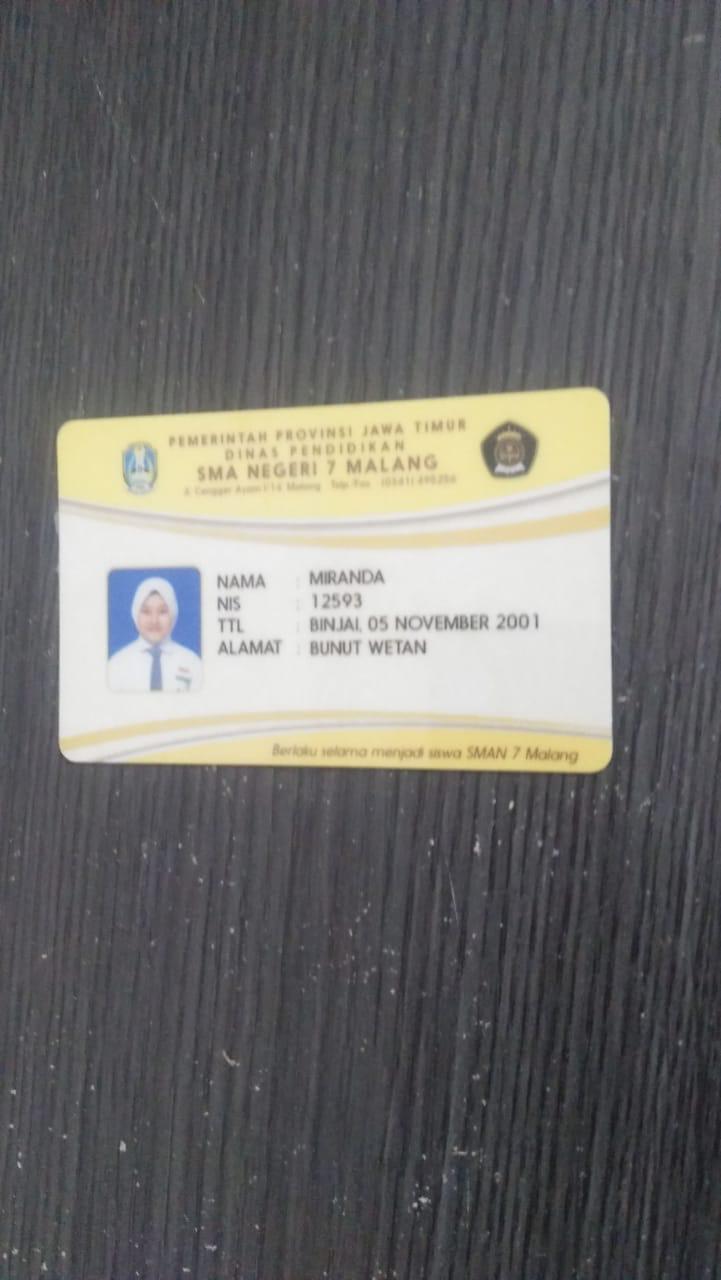 PEMERINTAH PROVINSI JAWA TIMUR
DINAS PENDIDIKAN
SMA NEGERI 7 MALANG
Jl. Cengger Ayam I/14 Malang Telp./Fax. (0341) 495256
NAMA : MIRANDA
NIS : 12593
TTL : BINJAI, 05 NOVEMBER 2001
ALAMAT : BUNUT WETAN
Berlaku selama menjadi siswa SMAN 7 Malang